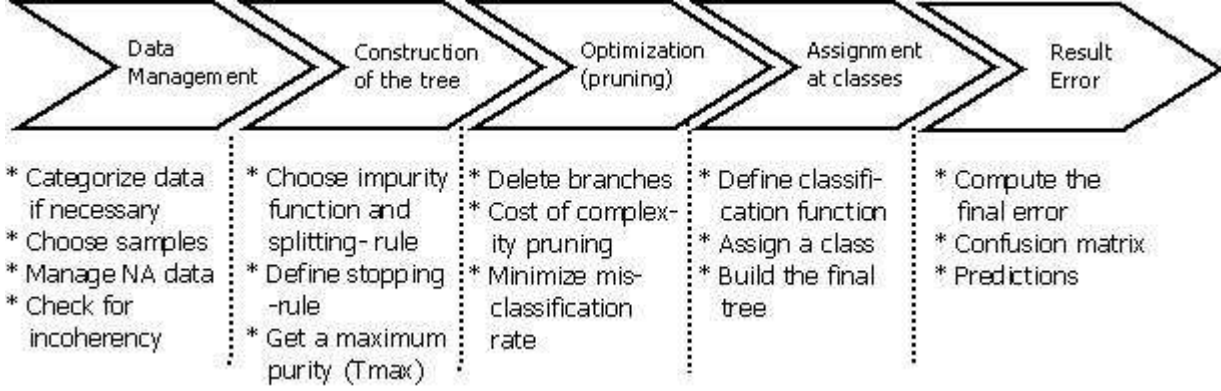 Data
Management
Construction
of the tree
Optimization
(pruning)
Assignment
at classes
Result
Error
* Categorize data
if necessary
* Choose samples
* Manage NA data
* Check for
incoherency
* Choose impurity
function and
splitting- rule
* Define stopping
-rule
* Get a maximum
purity (Tmax)
* Delete branches
* Cost of complex-
ity pruning
* Minimize mis-
classification
rate
* Define classifi-
cation function
* Assign a class
* Build the final
tree
* Compute the
final error
* Confusion matrix
* Predictions